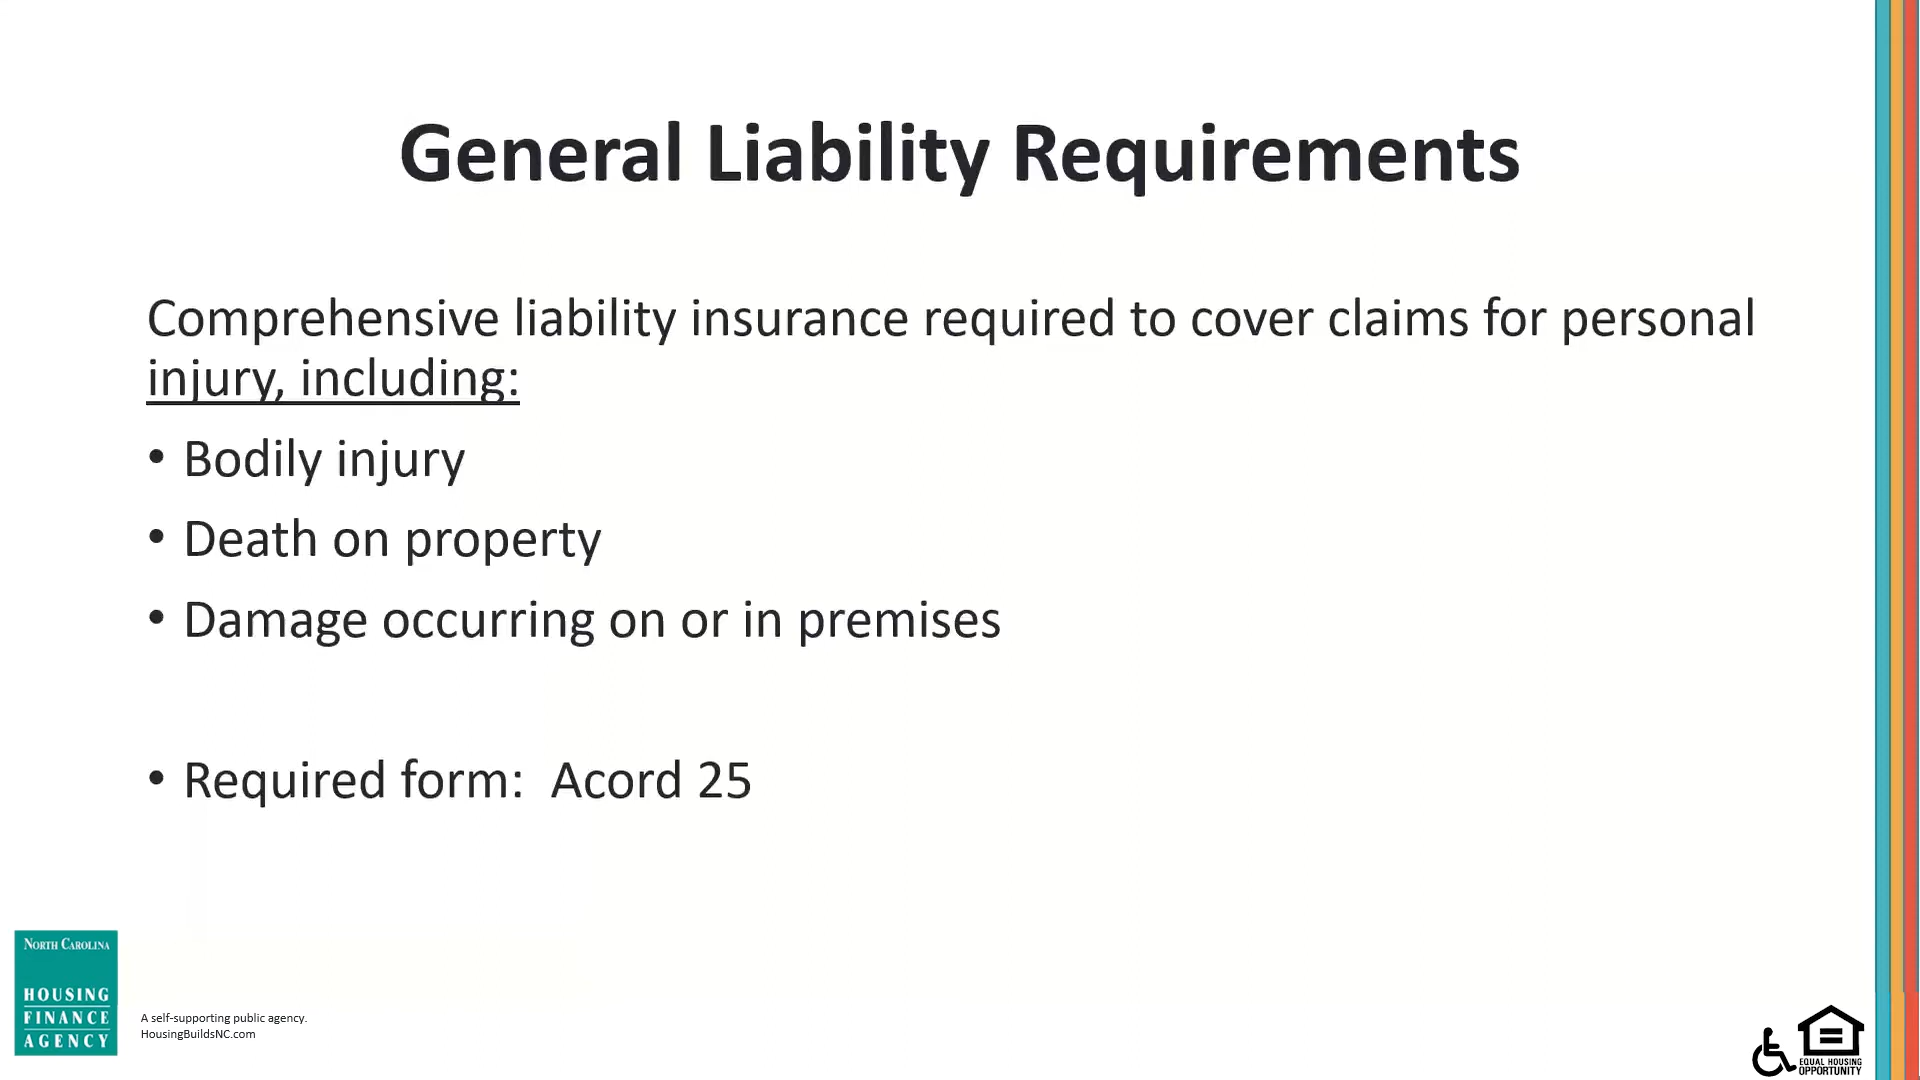 General Liability Requirements
Comprehensive liability insurance required to cover claims for personal
injury, including:
• Bodily injury
• Death on property
• Damage occurring on or in premises
• Required form:  Acord 25
NORTH CAROLINA
HOUSING
FINANCE
AGENCY
A self-supporting public agency.
HousingBuildsNC.com
EQUAL HOUSING
OPPORTUNITY